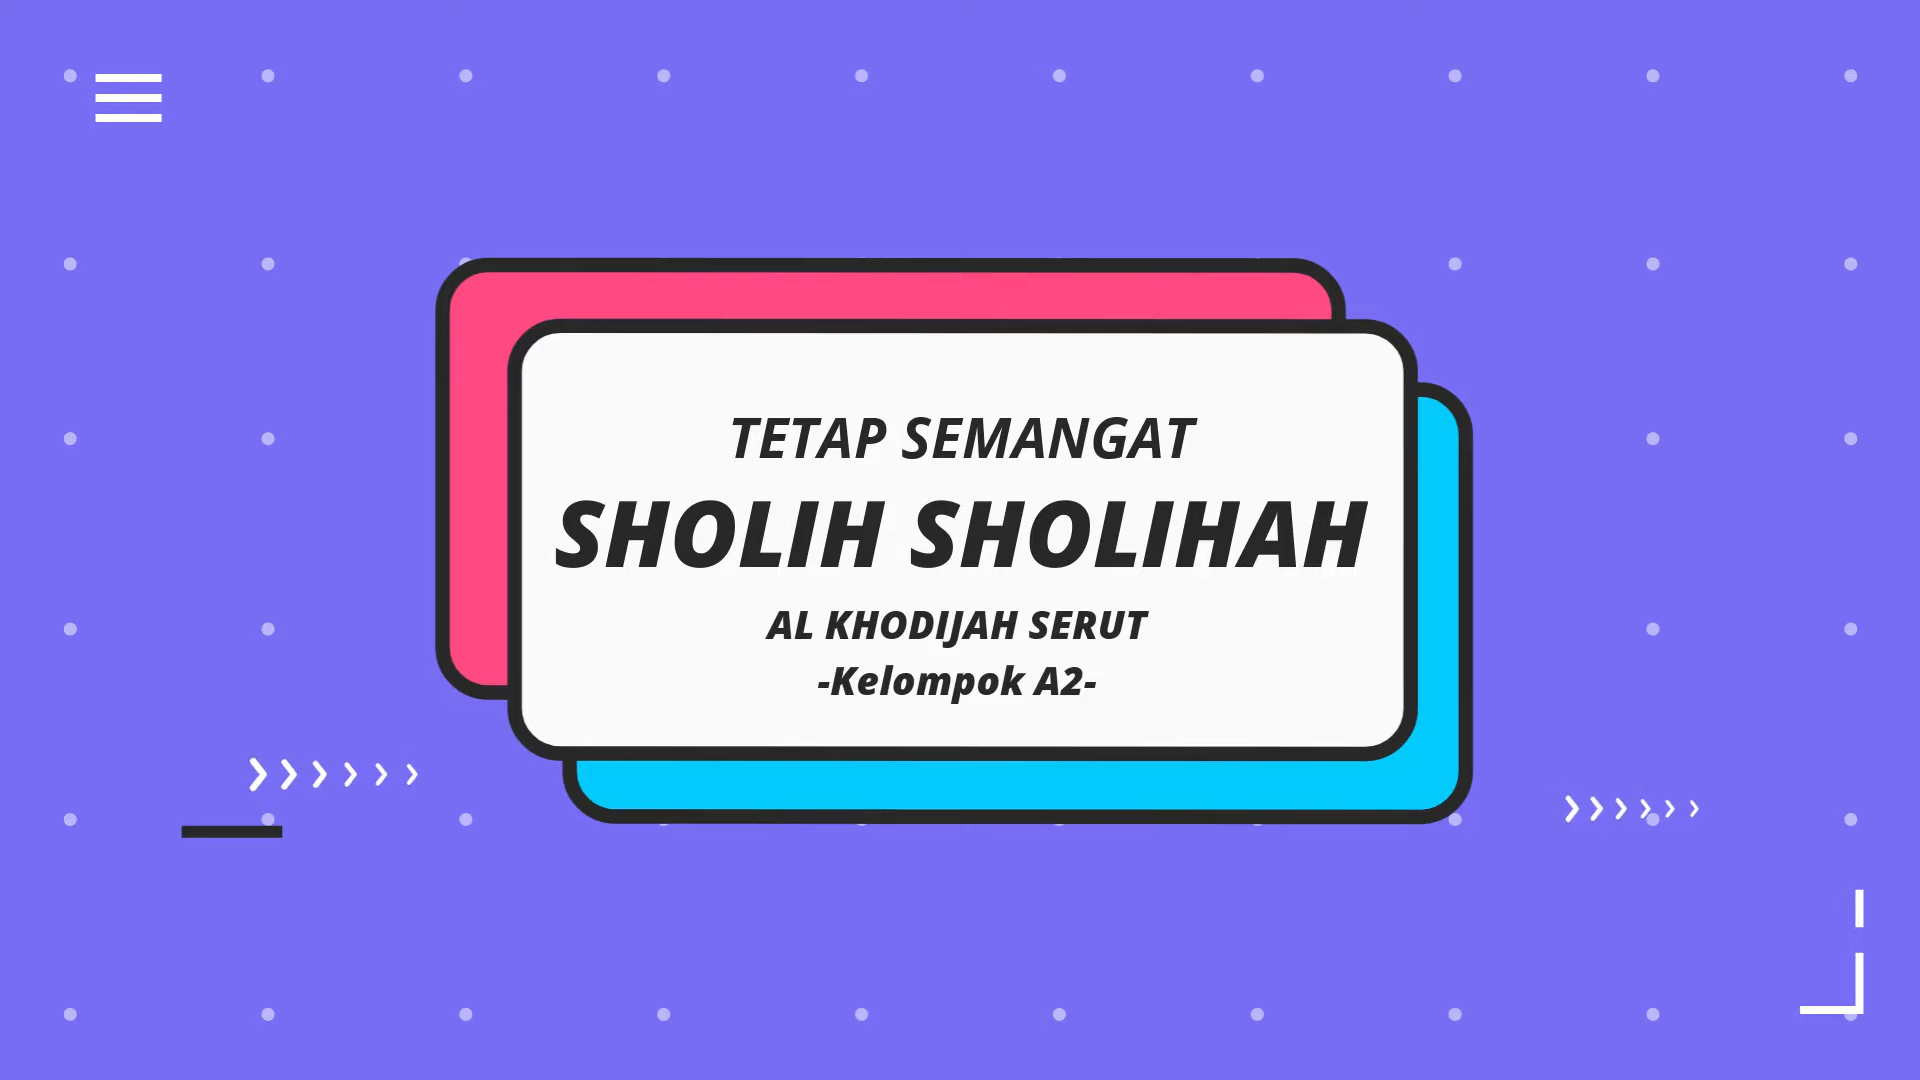 TETAP SEMANGAT
SHOLIH SHOLIHAH
AL KHODIJAH SERUT
-Kelompok A2-